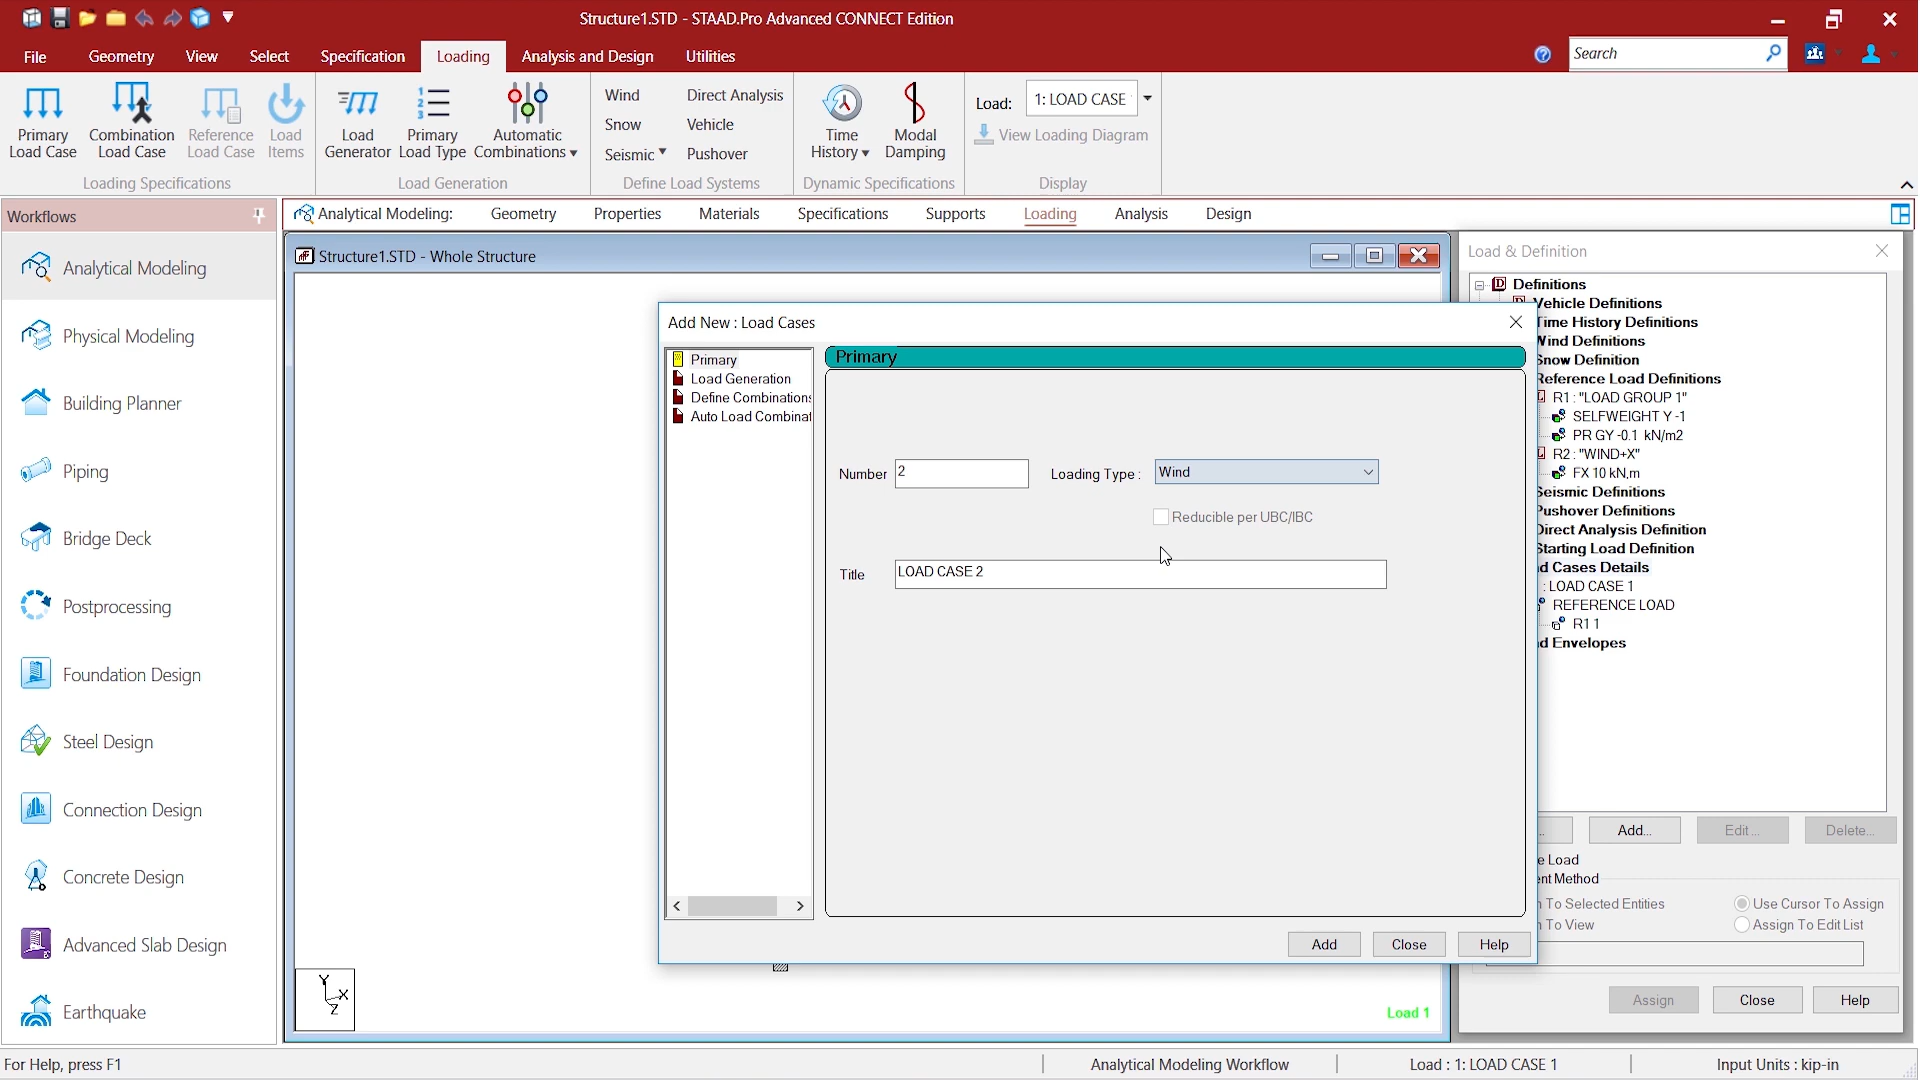 Structure1.STD - STAAD.Pro Advanced CONNECT Edition
File Geometry View Select Specification Loading Analysis and Design Utilities Search
Primary Load Case
Combination Load Case
Reference Load Case
Load Items
Loading Specifications
Load Generator
Primary Load Type
Automatic Combinations
Load Generation
Wind
Snow
Seismic
Direct Analysis
Vehicle
Pushover
Define Load Systems
Time History
Modal Damping
Dynamic Specifications
Load: 1: LOAD CASE
View Loading Diagram
Display
Workflows
Analytical Modeling
Physical Modeling
Building Planner
Piping
Bridge Deck
Postprocessing
Foundation Design
Steel Design
Connection Design
Concrete Design
Advanced Slab Design
Earthquake
Analytical Modeling: Geometry Properties Materials Specifications Supports Loading Analysis Design
Structure1.STD - Whole Structure
Add New : Load Cases
Primary
Load Generation
Define Combinations
Auto Load Combinat
Primary
Number 2 Loading Type : Wind
Reducible per UBC/IBC
Title LOAD CASE 2
Add Close Help
Y
X
Z
Load 1
Load & Definition
Definitions
Vehicle Definitions
Time History Definitions
Wind Definitions
Snow Definition
Reference Load Definitions
R1 : "LOAD GROUP 1"
SELFWEIGHT Y -1
PR GY -0.1 kN/m2
R2 : "WIND+X"
FX 10 kN,m
Seismic Definitions
Pushover Definitions
Direct Analysis Definition
Starting Load Definition
d Cases Details
: LOAD CASE 1
REFERENCE LOAD
R1 1
d Envelopes
Add... Edit... Delete...
e Load
ent Method
To Selected Entities Use Cursor To Assign
To View Assign To Edit List
Assign Close Help
For Help, press F1 Analytical Modeling Workflow Load : 1: LOAD CASE 1 Input Units : kip-in